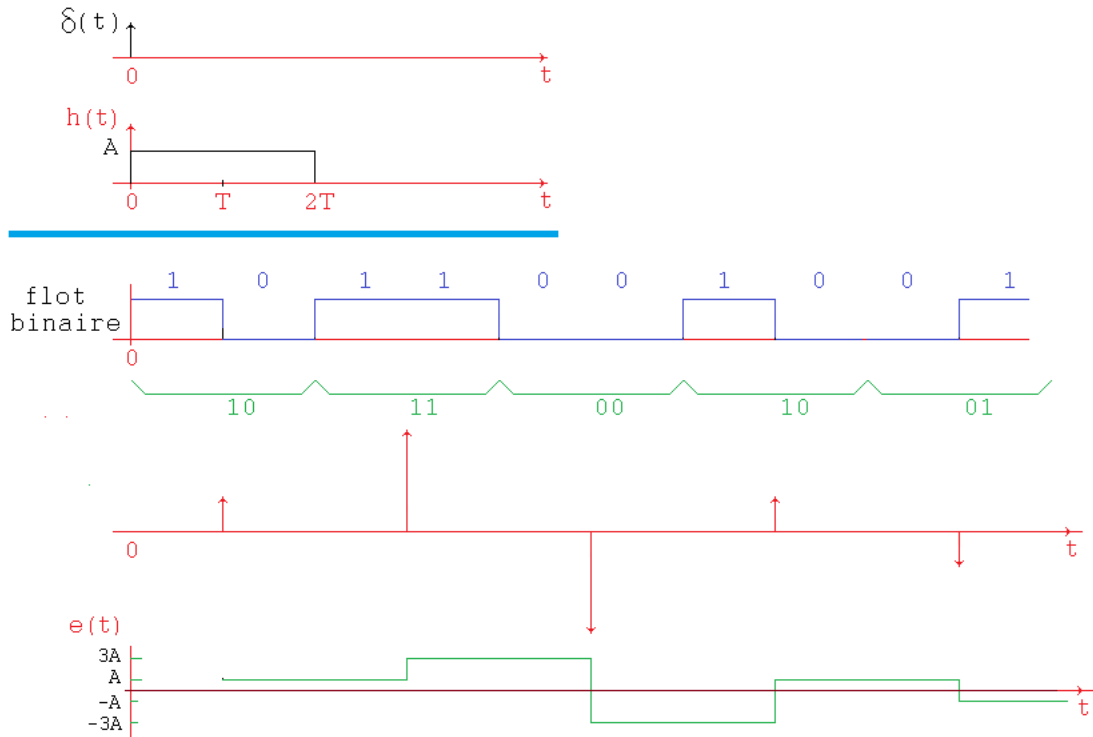 δ(t)
0 t
h(t)
A
0 T 2T t
1 0 1 1 0 0 1 0 0 1
flot
binaire
0
10 11 00 10 01
0 t
e(t)
3A
A
-A
-3A
t